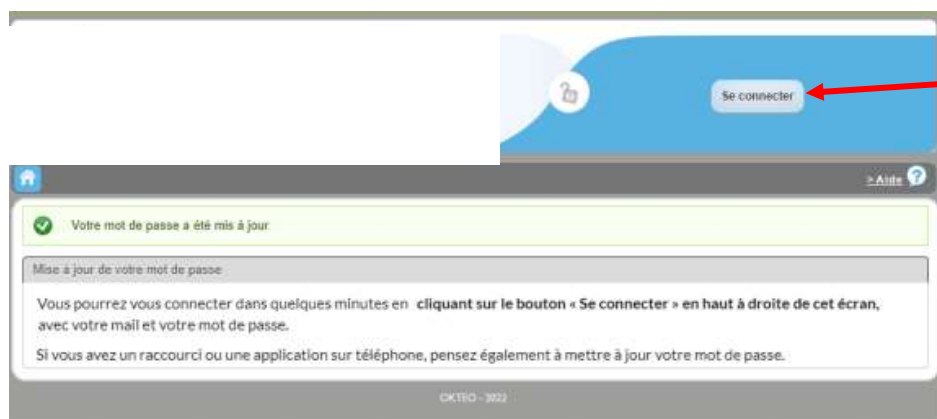 Se connecter
> Aide
Votre mot de passe a été mis à jour
Mise à jour de votre mot de passe
Vous pourrez vous connecter dans quelques minutes en cliquant sur le bouton « Se connecter » en haut à droite de cet écran,
avec votre mail et votre mot de passe.
Si vous avez un raccourci ou une application sur téléphone, pensez également à mettre à jour votre mot de passe.
OKTEO - 2022